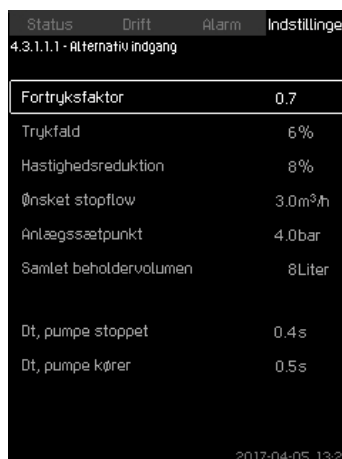 Status Drift Alarm Indstillinge
4.3.1.1.1 - Alternativ indgang
Fortryksfaktor 0.7
Trykfald 6%
Hastighedsreduktion 8%
Ønsket stopflow 3.0m³/h
Anlægssætpunkt 4.0bar
Samlet beholdervolumen 8Liter
Dt, pumpe stoppet 0.4s
Dt, pumpe kører 0.5s
2017-04-05 13:2